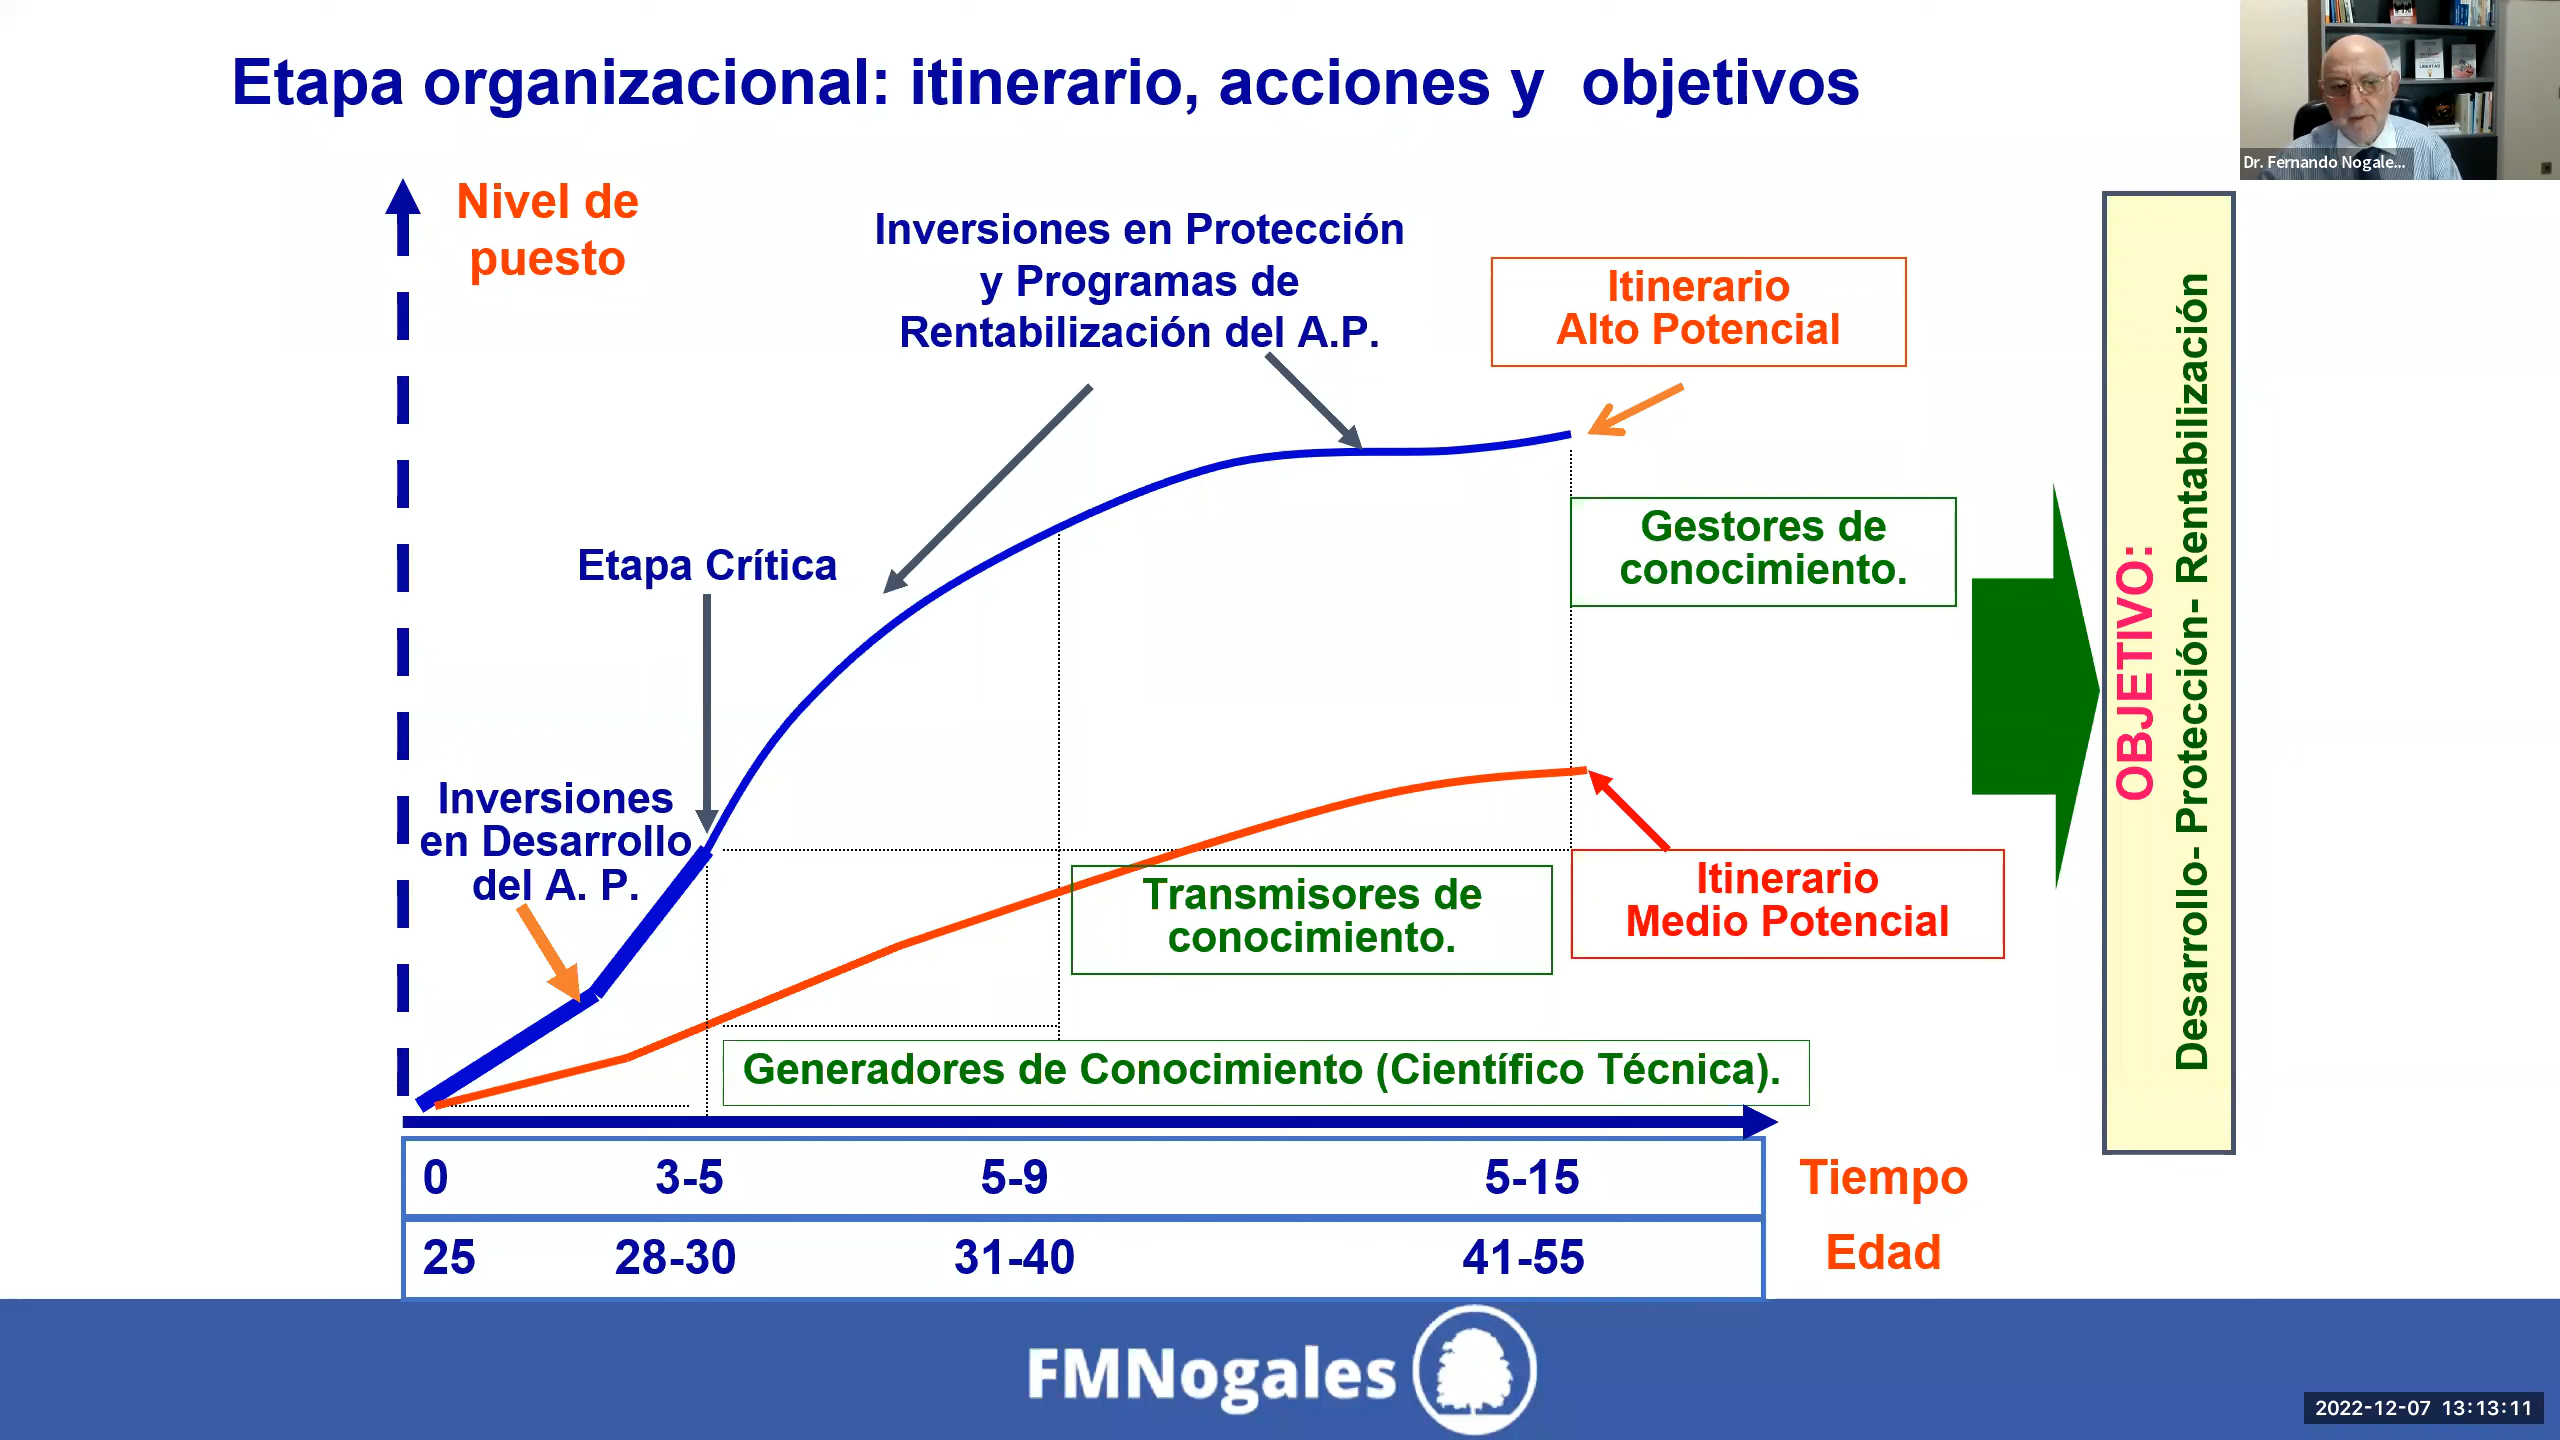 Etapa organizacional: itinerario, acciones y  objetivos
Dr. Fernando Nogale...
Nivel de
puesto
Inversiones en Protección
y Programas de
Rentabilización del A.P.
Itinerario
Alto Potencial
Gestores de
conocimiento.
Etapa Crítica
Inversiones
en Desarrollo
del A. P.
Transmisores de
conocimiento.
Itinerario
Medio Potencial
Generadores de Conocimiento (Científico Técnica).
OBJETIVO:
Desarrollo- Protección- Rentabilización
0 3-5 5-9 5-15 Tiempo
25 28-30 31-40 41-55 Edad
FMNogales
2022-12-07 13:13:11